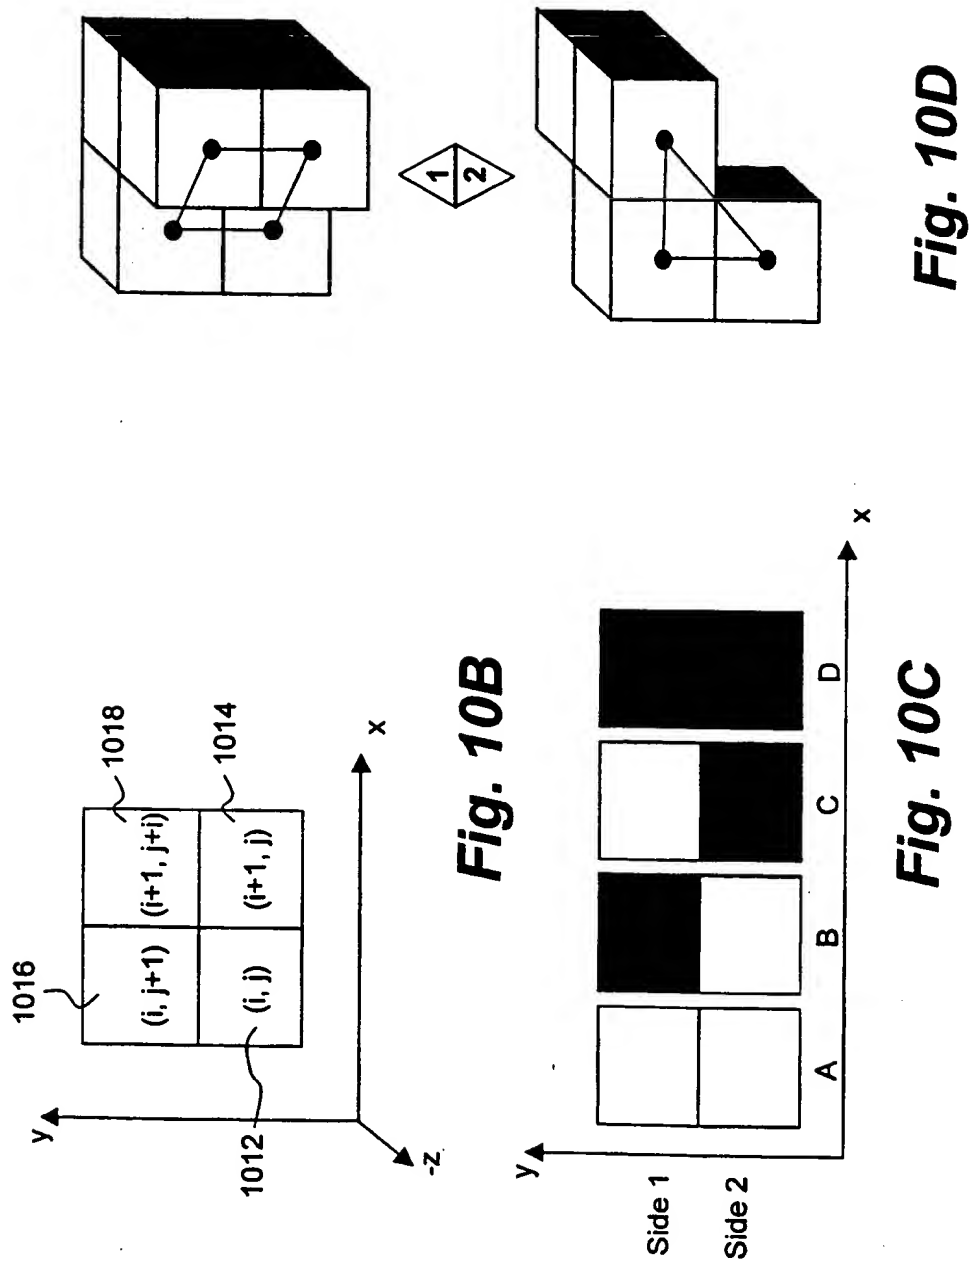 1016
1018
(i, j+1)
(i+1, j+i)
(i, j)
(i+1, j)
1014
1012
y
x
-z
Fig. 10B
y
Side 1
Side 2
A
B
C
D
x
Fig. 10C
1
2
Fig. 10D